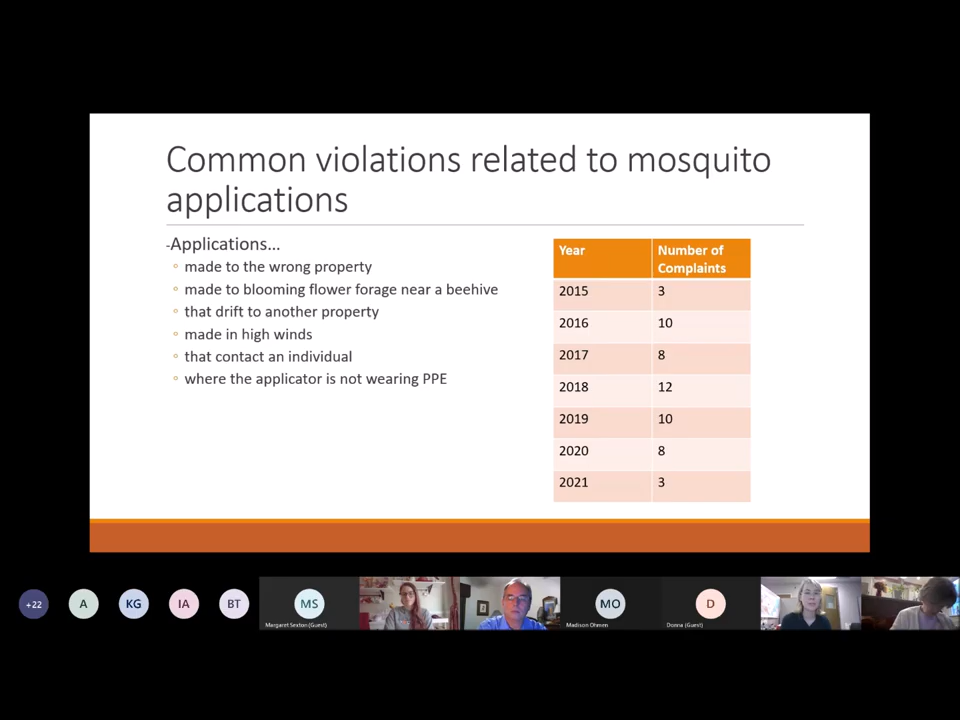 Common violations related to mosquito
applications
-Applications...
made to the wrong property
made to blooming flower forage near a beehive
that drift to another property
made in high winds
that contact an individual
where the applicator is not wearing PPE
Year Number of
Complaints
2015 3
2016 10
2017 8
2018 12
2019 10
2020 8
2021 3
+22 A KG IA BT MS MO D
Margaret Sexton (Guest) Madison Ohmen Donna (Guest)